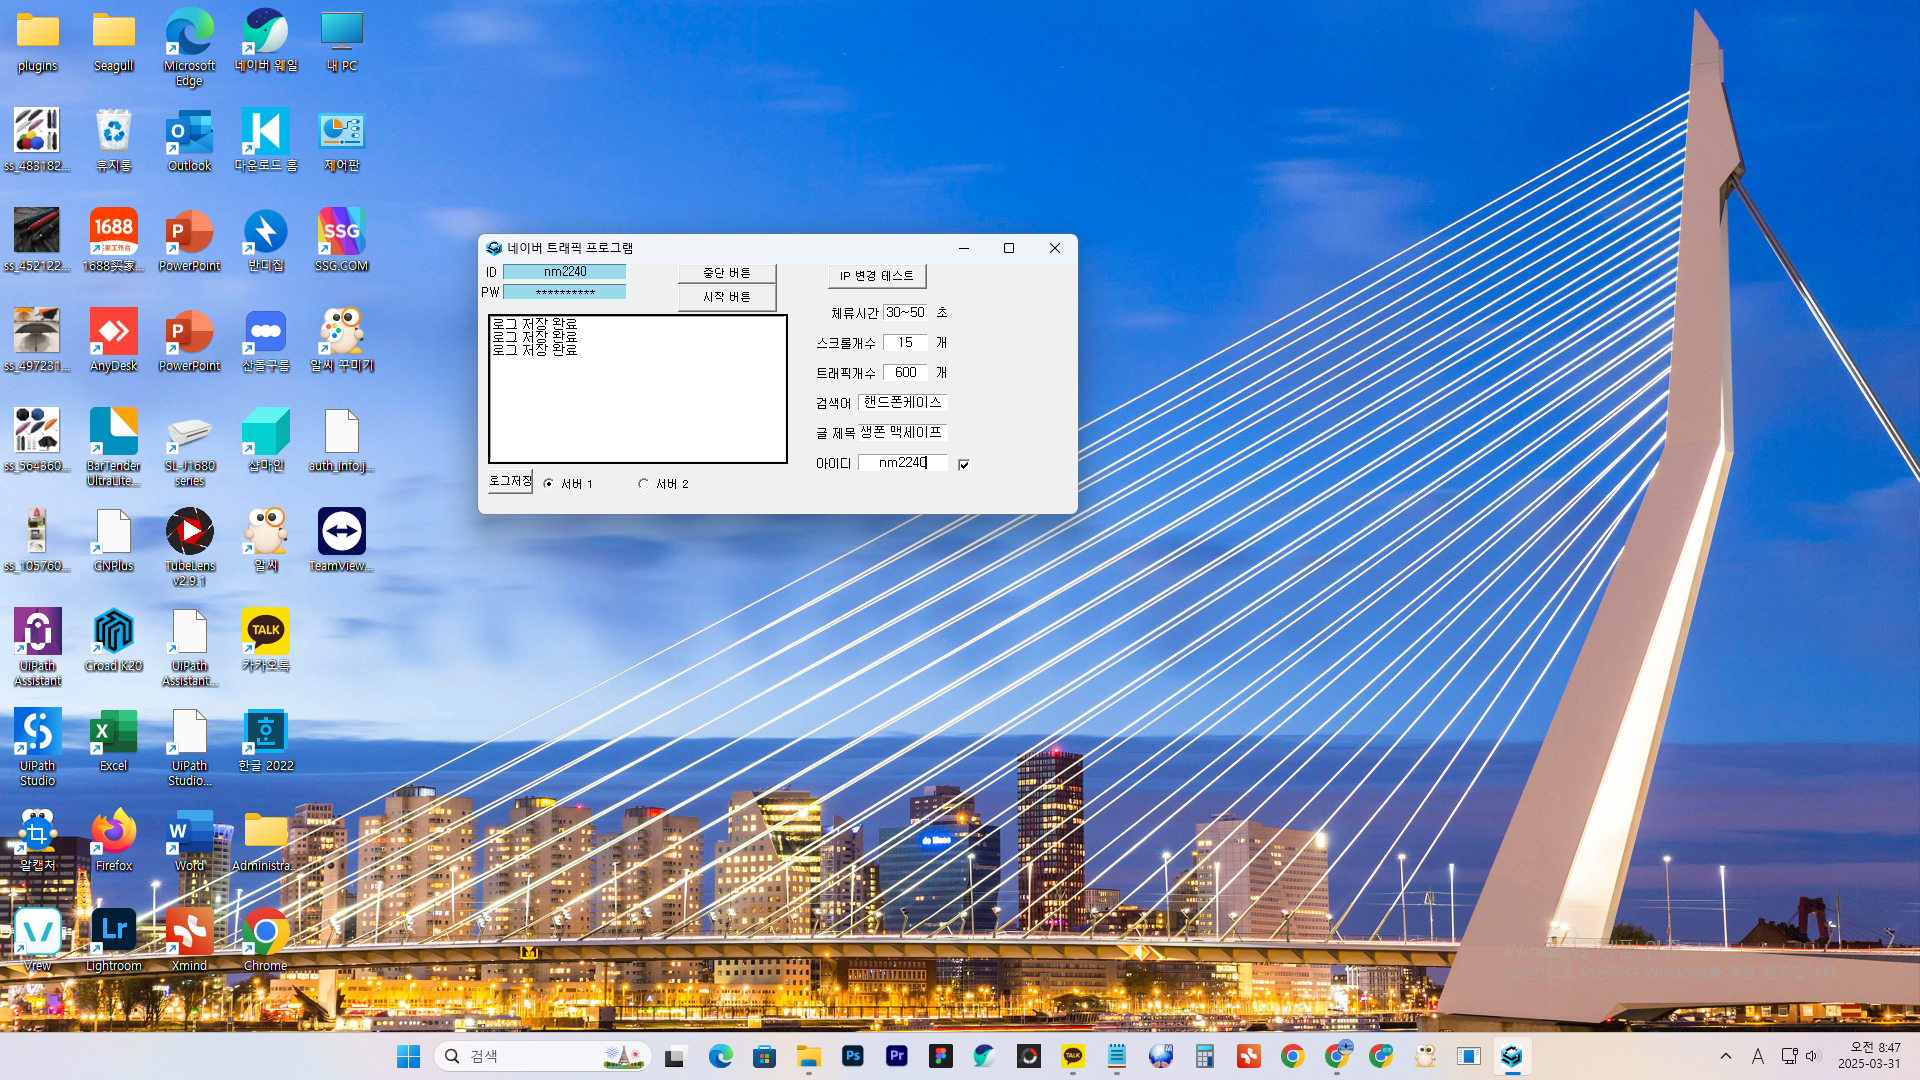 plugins
Seagull
Microsoft Edge
네이버 웨일
내 PC
ss_483182...
휴지통
Outlook
다운로드 홈
제어판
ss_452122...
1688
1688买家...
PowerPoint
반디집
SSG
SSG.COM
ss_497231...
AnyDesk
PowerPoint
산돌구름
알씨 꾸미기
ss_564360...
BarTender UltraLite...
SL-J1680 series
샵마인
auth_info.j...
ss_105760...
CNPlus
TubeLens v2.9.1
알씨
TeamView...
UiPath Assistant
Groad K20
UiPath Assistant...
TALK
카카오톡
UiPath Studio
Excel
UiPath Studio...
한글 2022
알캡처
Firefox
Word
Administra...
Vrew
Lr
Lightroom
Xmind
Chrome
네이버 트래픽 프로그램
ID nm2240
PW **********
중단 버튼
시작 버튼
IP 변경 테스트
로그 저장 완료
로그 저장 완료
로그 저장 완료
체류시간 30~50 초
스크롤개수 15 개
트래픽개수 600 개
검색어 핸드폰케이스
글 제목 생폰 맥세이프
아이디 nm2240
로그저장 서버 1 서버 2
검색
Ps
Pr
TALK
A
오전 8:47
2025-03-31